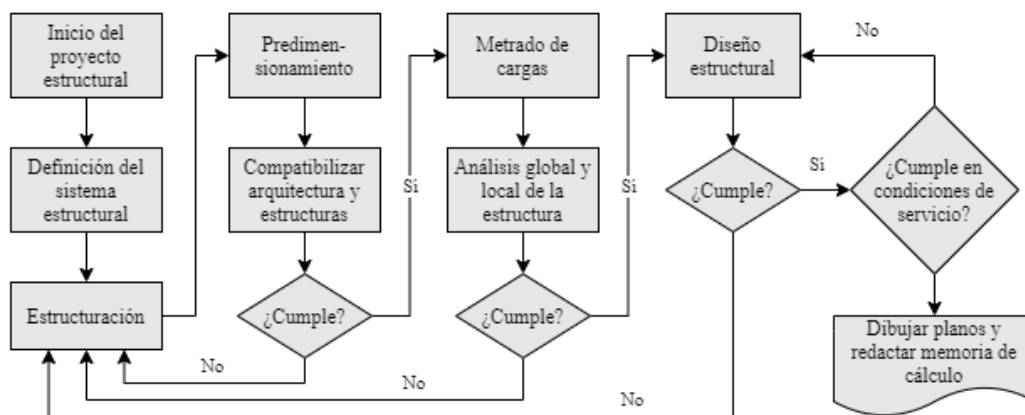 Inicio del
proyecto
estructural
Definición del
sistema
estructural
Estructuración
Predimen-
sionamiento
Compatibilizar
arquitectura y
estructuras
¿Cumple?
No
Sí
Metrado de
cargas
Análisis global y
local de la
estructura
¿Cumple?
No
Sí
Diseño
estructural
¿Cumple?
No
Sí
¿Cumple en
condiciones de
servicio?
No
Dibujar planos y
redactar memoria de
cálculo